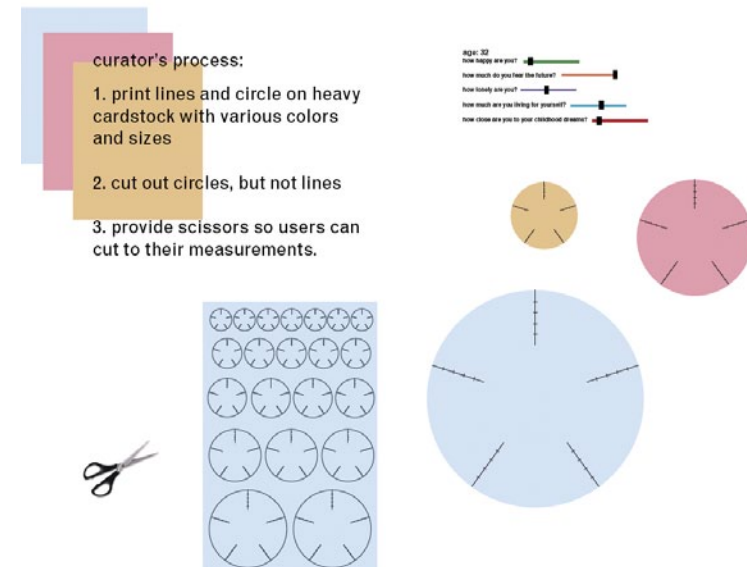 curator's process:
1. print lines and circle on heavy
cardstock with various colors
and sizes
2. cut out circles, but not lines
3. provide scissors so users can
cut to their measurements.
age: 32
how happy are you?
how much do you fear the future?
how lonely are you?
how much are you living for yourself?
how close are you to your childhood dreams?